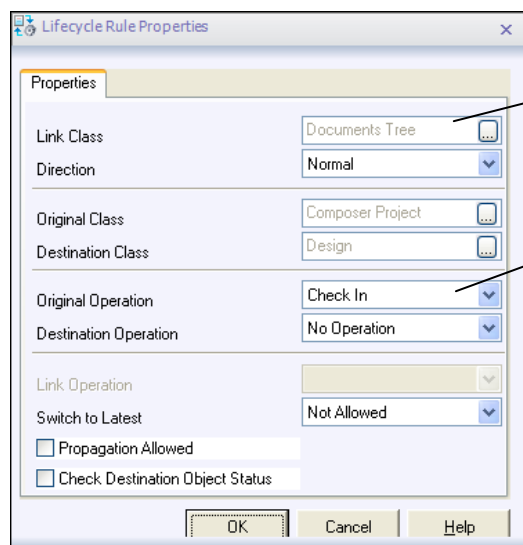 Lifecycle Rule Properties
Properties
Link Class Documents Tree ...
Direction Normal
Original Class Composer Project ...
Destination Class Design ...
Original Operation Check In
Destination Operation No Operation
Link Operation
Switch to Latest Not Allowed
Propagation Allowed
Check Destination Object Status
OK Cancel Help